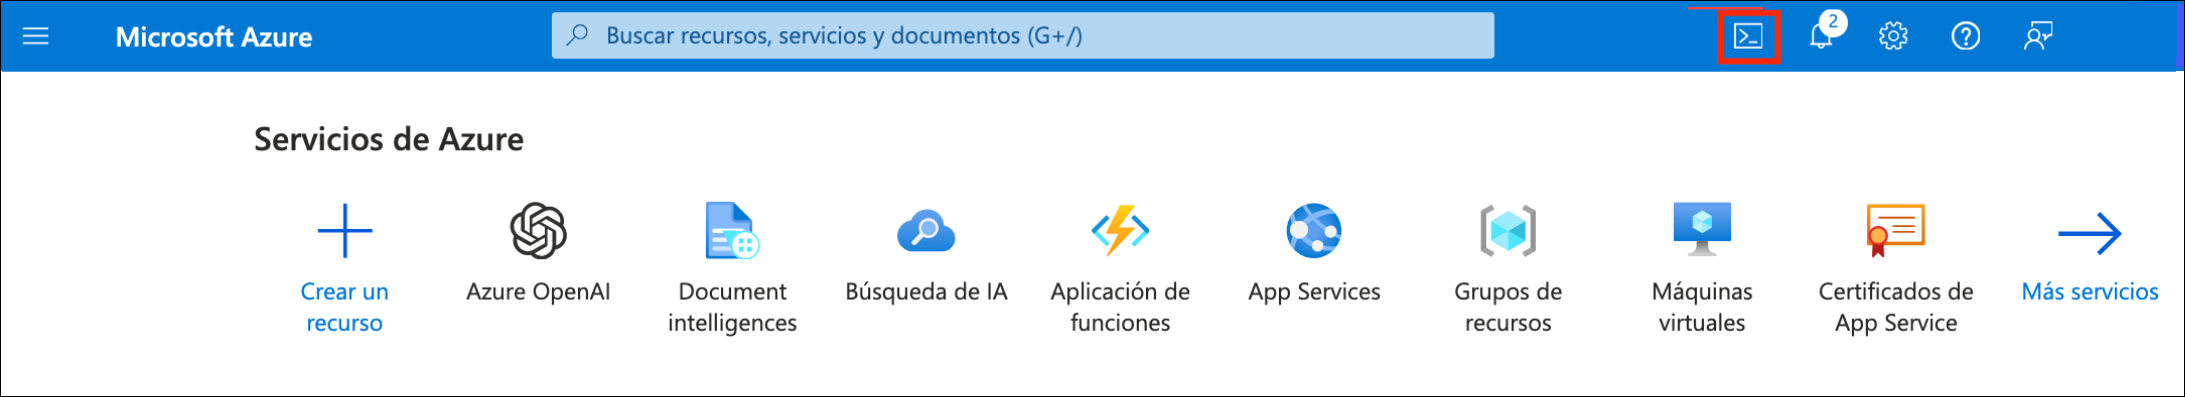 Microsoft Azure
Buscar recursos, servicios y documentos (G+/)
2
Servicios de Azure
Crear un
recurso
Azure OpenAI
Document
intelligences
Búsqueda de IA
Aplicación de
funciones
App Services
Grupos de
recursos
Máquinas
virtuales
Certificados de
App Service
Más servicios